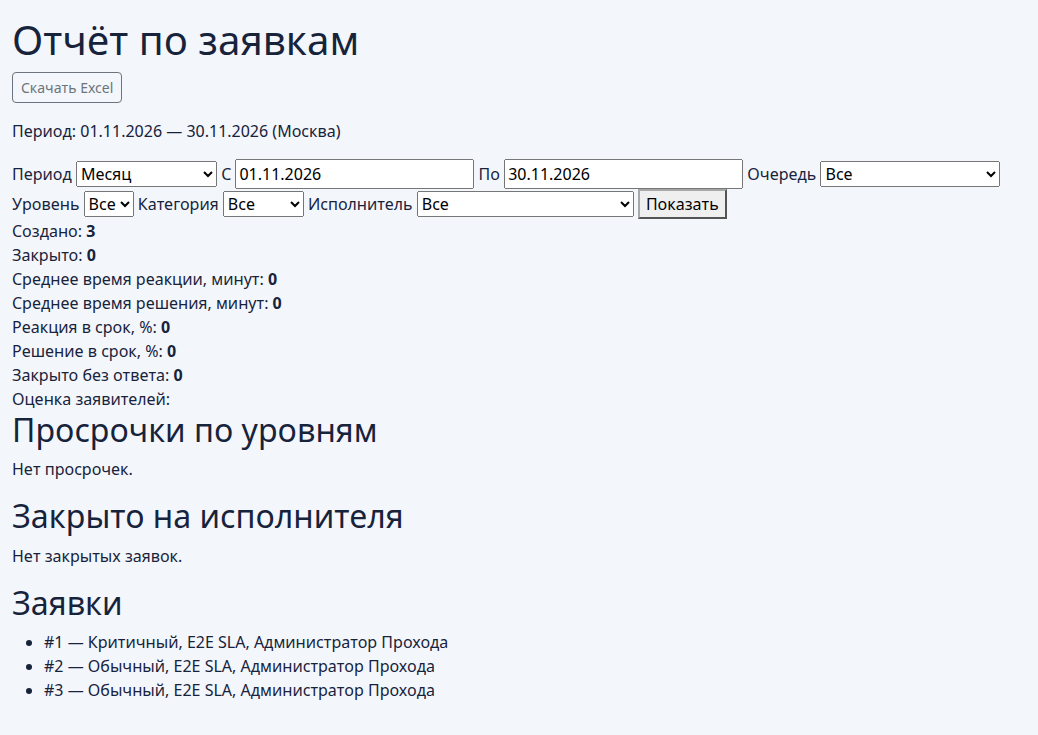 Отчёт по заявкам
Скачать Excel
Период: 01.11.2026 — 30.11.2026 (Москва)
Период Месяц С 01.11.2026 По 30.11.2026 Очередь Все
Уровень Все Категория Все Исполнитель Все Показать
Создано: 3
Закрыто: 0
Среднее время реакции, минут: 0
Среднее время решения, минут: 0
Реакция в срок, %: 0
Решение в срок, %: 0
Закрыто без ответа: 0
Оценка заявителей:
Просрочки по уровням
Нет просрочек.
Закрыто на исполнителя
Нет закрытых заявок.
Заявки
• #1 — Критичный, E2E SLA, Администратор Прохода
• #2 — Обычный, E2E SLA, Администратор Прохода
• #3 — Обычный, E2E SLA, Администратор Прохода